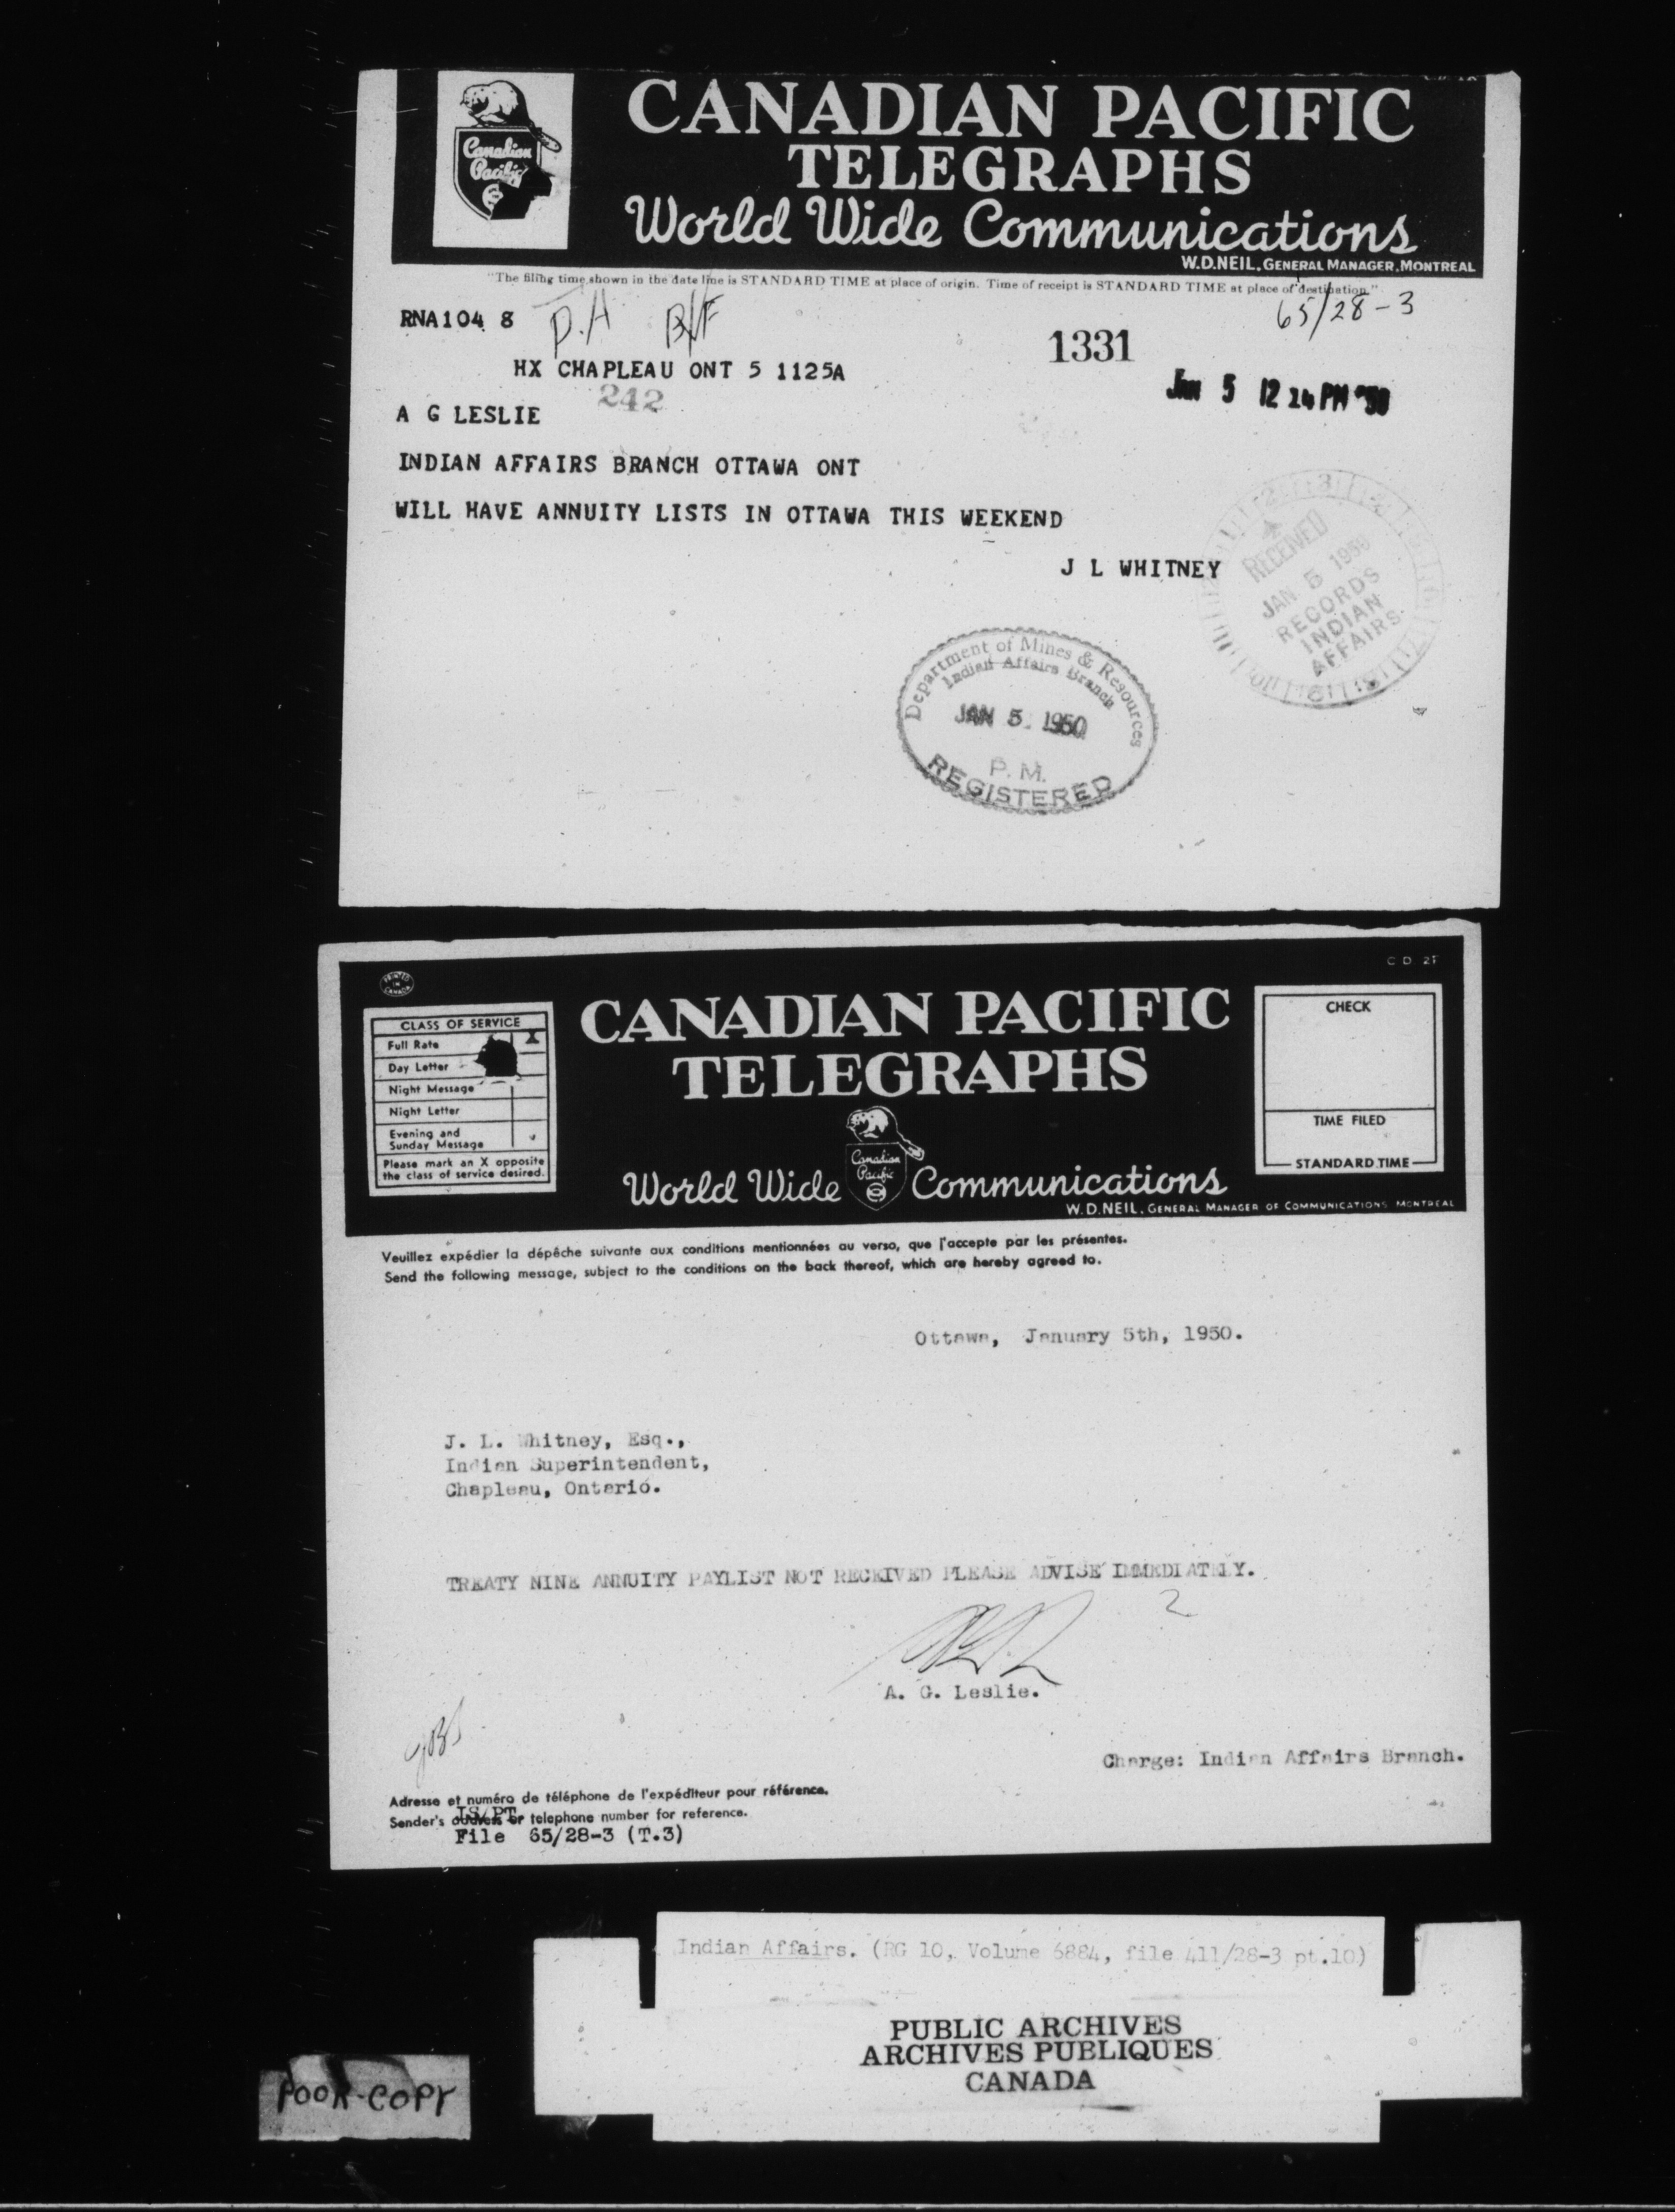 CANADIAN PACIFIC
TELEGRAPHS
World Wide Communications
W.D.NEIL, GENERAL MANAGER, MONTREAL
Canadian
Pacific
"The filing time shown in the date line is STANDARD TIME at place of origin. Time of receipt is STANDARD TIME at place of destination."
65/28-3
RNA104 8
P.A B/F
1331
HX CHAPLEAU ONT 5 1125A
Jan 5 12 14 PM '50
242
A G LESLIE
INDIAN AFFAIRS BRANCH OTTAWA ONT
WILL HAVE ANNUITY LISTS IN OTTAWA THIS WEEKEND
J L WHITNEY
RECEIVED
JAN 5 1950
RECORDS
INDIAN
AFFAIRS
Department of Mines & Resources
Indian Affairs Branch
JAN 5. 1950
P. M.
REGISTERED
C D 2T
PRINTED
IN
CANADA
CLASS OF SERVICE
Full Rate X
Day Letter
Night Message
Night Letter
Evening and
Sunday Message
Please mark an X opposite
the class of service desired.
CANADIAN PACIFIC
TELEGRAPHS
Canadian
Pacific
World Wide Communications
W.D.NEIL, GENERAL MANAGER OF COMMUNICATIONS MONTREAL
CHECK
TIME FILED
STANDARD TIME
Veuillez expédier la dépêche suivante aux conditions mentionnées au verso, que j'accepte par les présentes.
Send the following message, subject to the conditions on the back thereof, which are hereby agreed to.
Ottawa, January 5th, 1950.
J. L. Whitney, Esq.,
Indian Superintendent,
Chapleau, Ontario.
TREATY NINE ANNUITY PAYLIST NOT RECEIVED PLEASE ADVISE IMMEDIATELY.
2
A. G. Leslie.
Charge: Indian Affairs Branch.
Adresse et numéro de téléphone de l'expéditeur pour référence.
Sender's address or telephone number for reference.
JS/PT.
File 65/28-3 (T.3)
Indian Affairs. (RG 10, Volume 6884, file 411/28-3 pt.10)
PUBLIC ARCHIVES
ARCHIVES PUBLIQUES
CANADA
POOR COPY